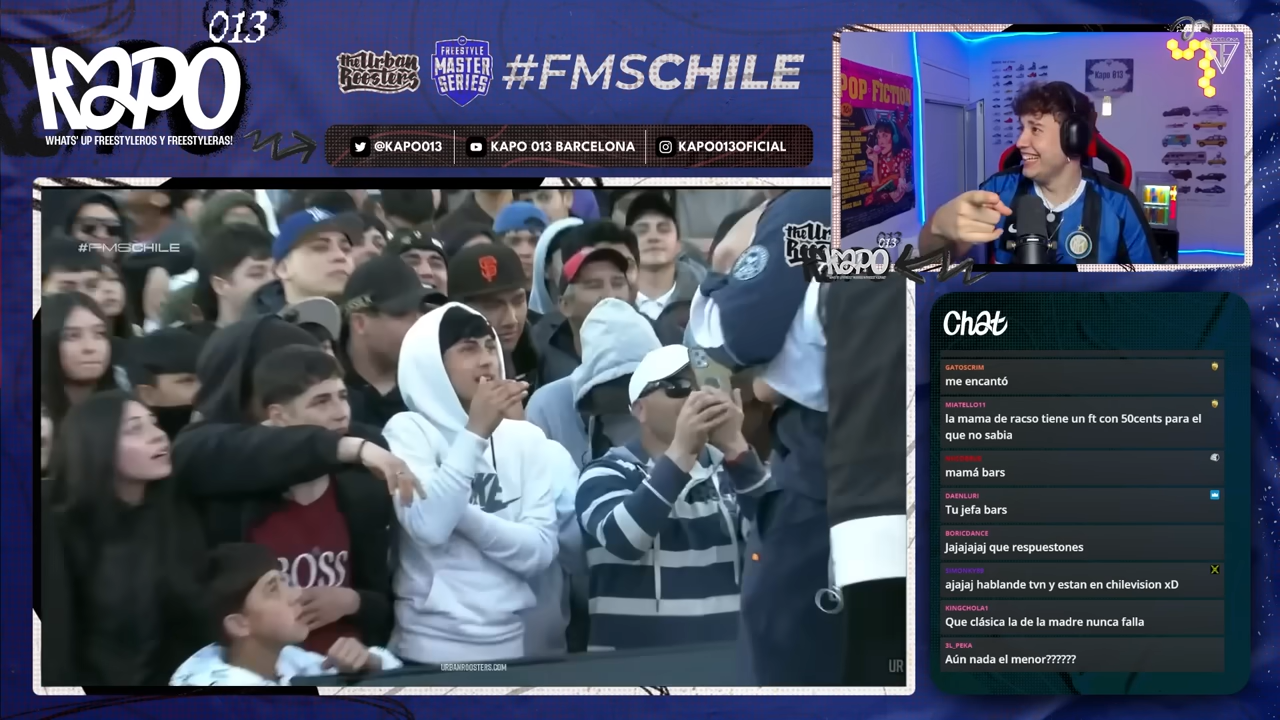 013
KAPO
WHATS' UP FREESTYLEROS Y FREESTYLERAS!
the Urban
Roosters
FREESTYLE
MASTER
SERIES
#FMSCHILE
@KAPO013
KAPO 013 BARCELONA
KAPO013OFICIAL
POP FICTION
Kapo 013
#FMSCHILE
013
KAPO
BOSS
URBANROOSTERS.COM
UR
Chat
GATOSCRIM
me encantó
MIATELLO11
la mama de racso tiene un ft con 50cents para el
que no sabia
mamá bars
DAENLURI
Tu jefa bars
BORICDANCE
Jajajajaj que respuestones
ajajaj hablande tvn y estan en chilevision xD
KINGCHOLA1
Que clásica la de la madre nunca falla
3L_PEKA
Aún nada el menor??????